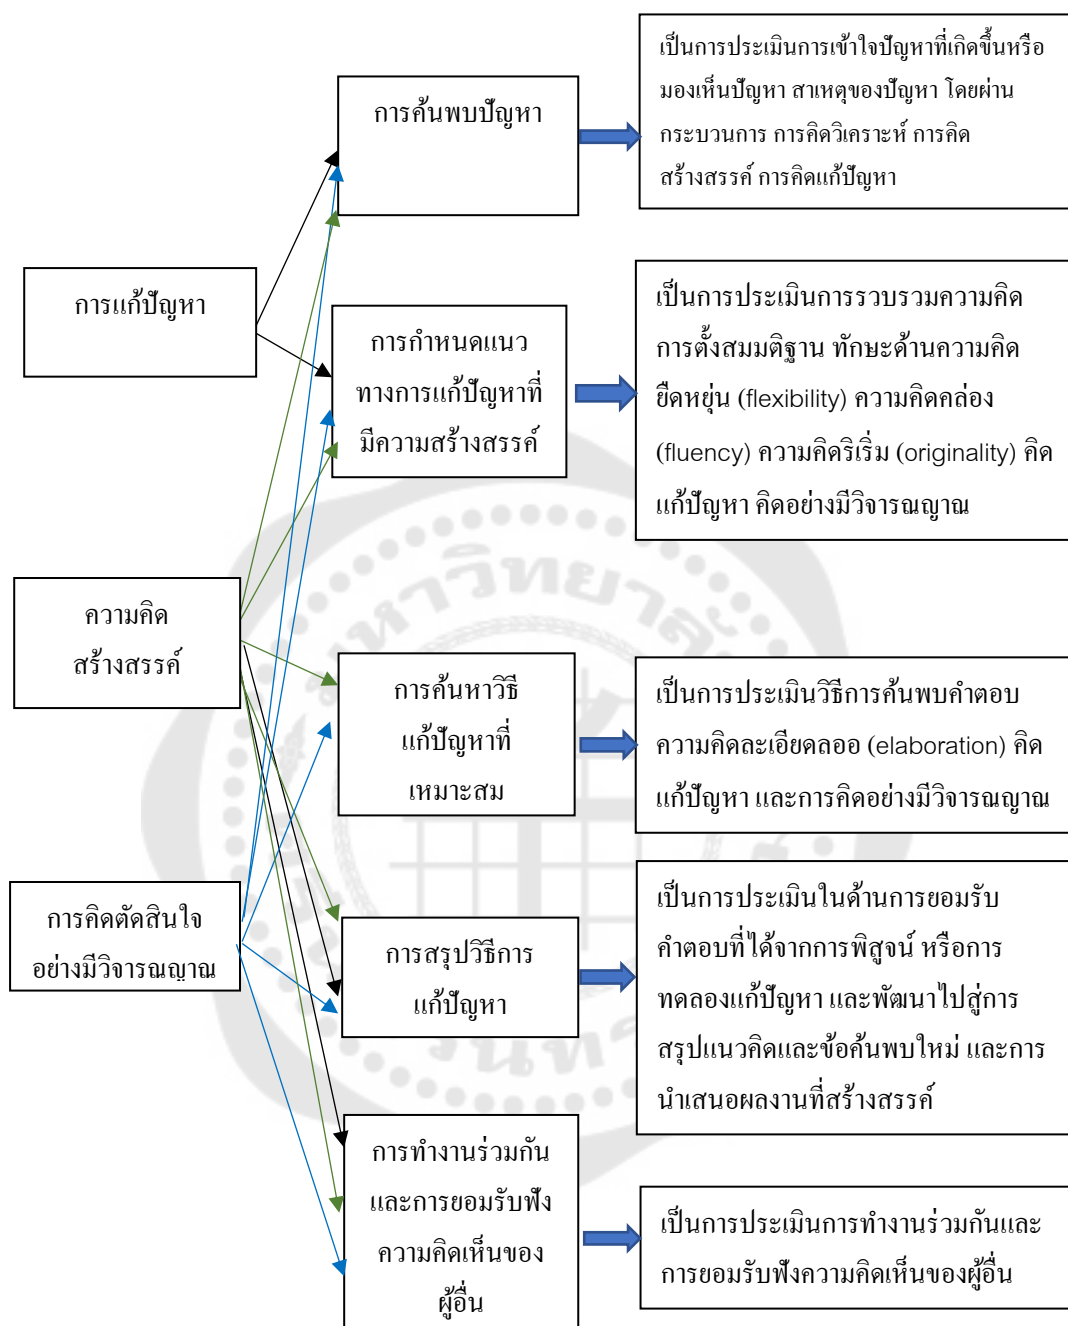 การแก้ปัญหา
ความคิด
สร้างสรรค์
การคิดตัดสินใจ
อย่างมีวิจารณญาณ
การค้นพบปัญหา
เป็นการประเมินการเข้าใจปัญหาที่เกิดขึ้นหรือ
มองเห็นปัญหา สาเหตุของปัญหา โดยผ่าน
กระบวนการ การคิดวิเคราะห์ การคิด
สร้างสรรค์ การคิดแก้ปัญหา
การกำหนดแนว
ทางการแก้ปัญหาที่
มีความสร้างสรรค์
เป็นการประเมินการรวบรวมความคิด
การตั้งสมมติฐาน ทักษะด้านความคิด
ยืดหยุ่น (flexibility) ความคิดคล่อง
(fluency) ความคิดริเริ่ม (originality) คิด
แก้ปัญหา คิดอย่างมีวิจารณญาณ
การค้นหาวิธี
แก้ปัญหาที่
เหมาะสม
เป็นการประเมินวิธีการค้นพบคำตอบ
ความคิดละเอียดลออ (elaboration) คิด
แก้ปัญหา และการคิดอย่างมีวิจารณญาณ
การสรุปวิธีการ
แก้ปัญหา
เป็นการประเมินในด้านการยอมรับ
คำตอบที่ได้จากการพิสูจน์ หรือการ
ทดลองแก้ปัญหา และพัฒนาไปสู่การ
สรุปแนวคิดและข้อค้นพบใหม่ และการ
นำเสนอผลงานที่สร้างสรรค์
การทำงานร่วมกัน
และการยอมรับฟัง
ความคิดเห็นของ
ผู้อื่น
เป็นการประเมินการทำงานร่วมกันและ
การยอมรับฟังความคิดเห็นของผู้อื่น